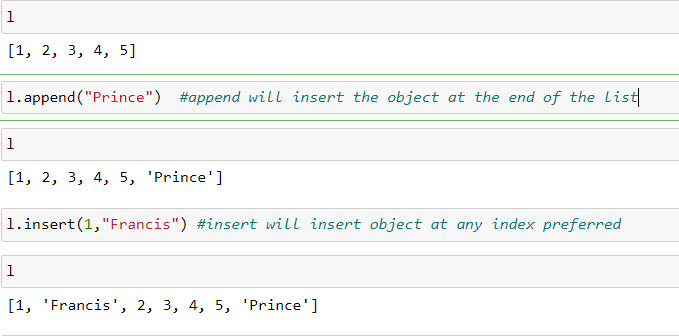 l
[1, 2, 3, 4, 5]
l.append("Prince")  #append will insert the object at the end of the list
l
[1, 2, 3, 4, 5, 'Prince']
l.insert(1,"Francis") #insert will insert object at any index preferred
l
[1, 'Francis', 2, 3, 4, 5, 'Prince']